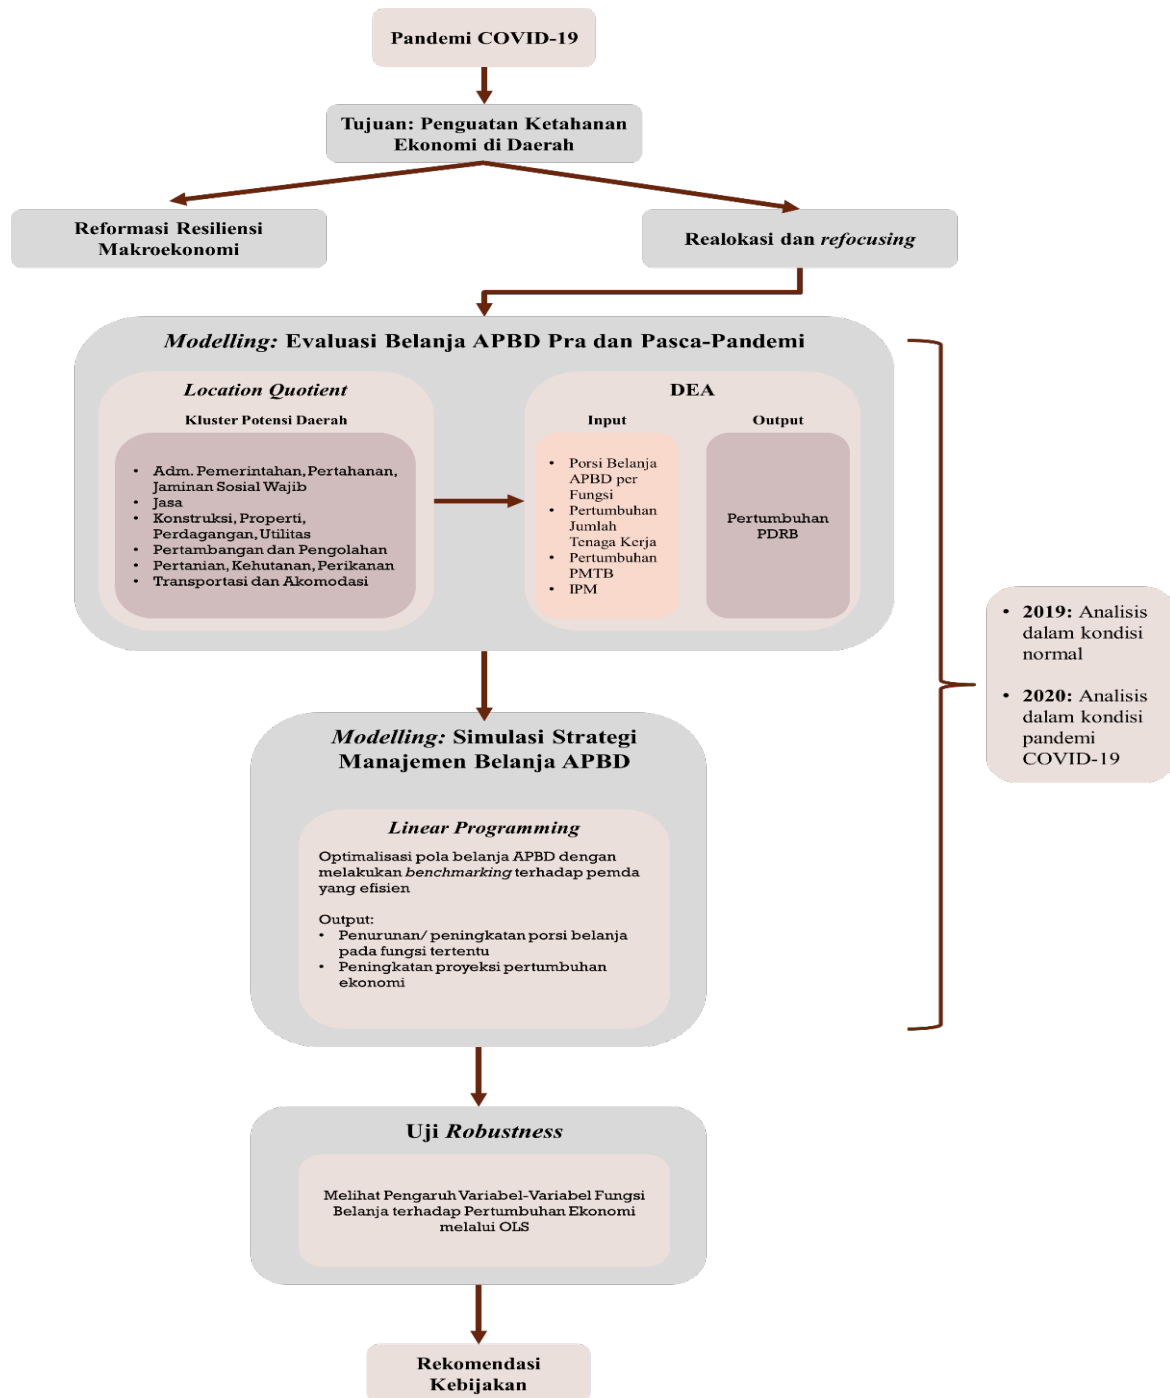 Pandemi COVID-19
Tujuan: Penguatan Ketahanan
Ekonomi di Daerah
Reformasi Resiliensi
Makroekonomi
Realokasi dan refocusing
Modelling: Evaluasi Belanja APBD Pra dan Pasca-Pandemi
Location Quotient
Kluster Potensi Daerah
• Adm. Pemerintahan, Pertahanan,
Jaminan Sosial Wajib
• Jasa
• Konstruksi, Properti,
Perdagangan, Utilitas
• Pertambangan dan Pengolahan
• Pertanian, Kehutanan, Perikanan
• Transportasi dan Akomodasi
DEA
Input
• Porsi Belanja
APBD per
Fungsi
• Pertumbuhan
Jumlah
Tenaga Kerja
• Pertumbuhan
PMTB
• IPM
Output
Pertumbuhan
PDRB
• 2019: Analisis
dalam kondisi
normal
• 2020: Analisis
dalam kondisi
pandemi
COVID-19
Modelling: Simulasi Strategi
Manajemen Belanja APBD
Linear Programming
Optimalisasi pola belanja APBD dengan
melakukan benchmarking terhadap pemda
yang efisien
Output:
• Penurunan/ peningkatan porsi belanja
pada fungsi tertentu
• Peningkatan proyeksi pertumbuhan
ekonomi
Uji Robustness
Melihat Pengaruh Variabel-Variabel Fungsi
Belanja terhadap Pertumbuhan Ekonomi
melalui OLS
Rekomendasi
Kebijakan